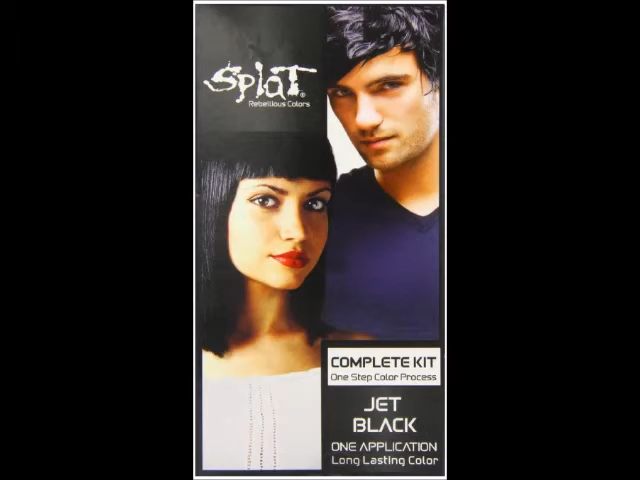 Splat®
Rebellious Colors
COMPLETE KIT
One Step Color Process
JET
BLACK
ONE APPLICATION
Long Lasting Color